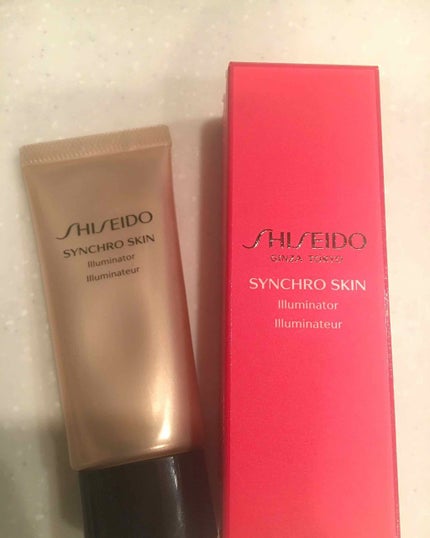 SHISEIDO
SYNCHRO SKIN
Illuminator
Illuminateur
SHISEIDO
GINZA TOKYO
SYNCHRO SKIN
Illuminator
Illuminateur